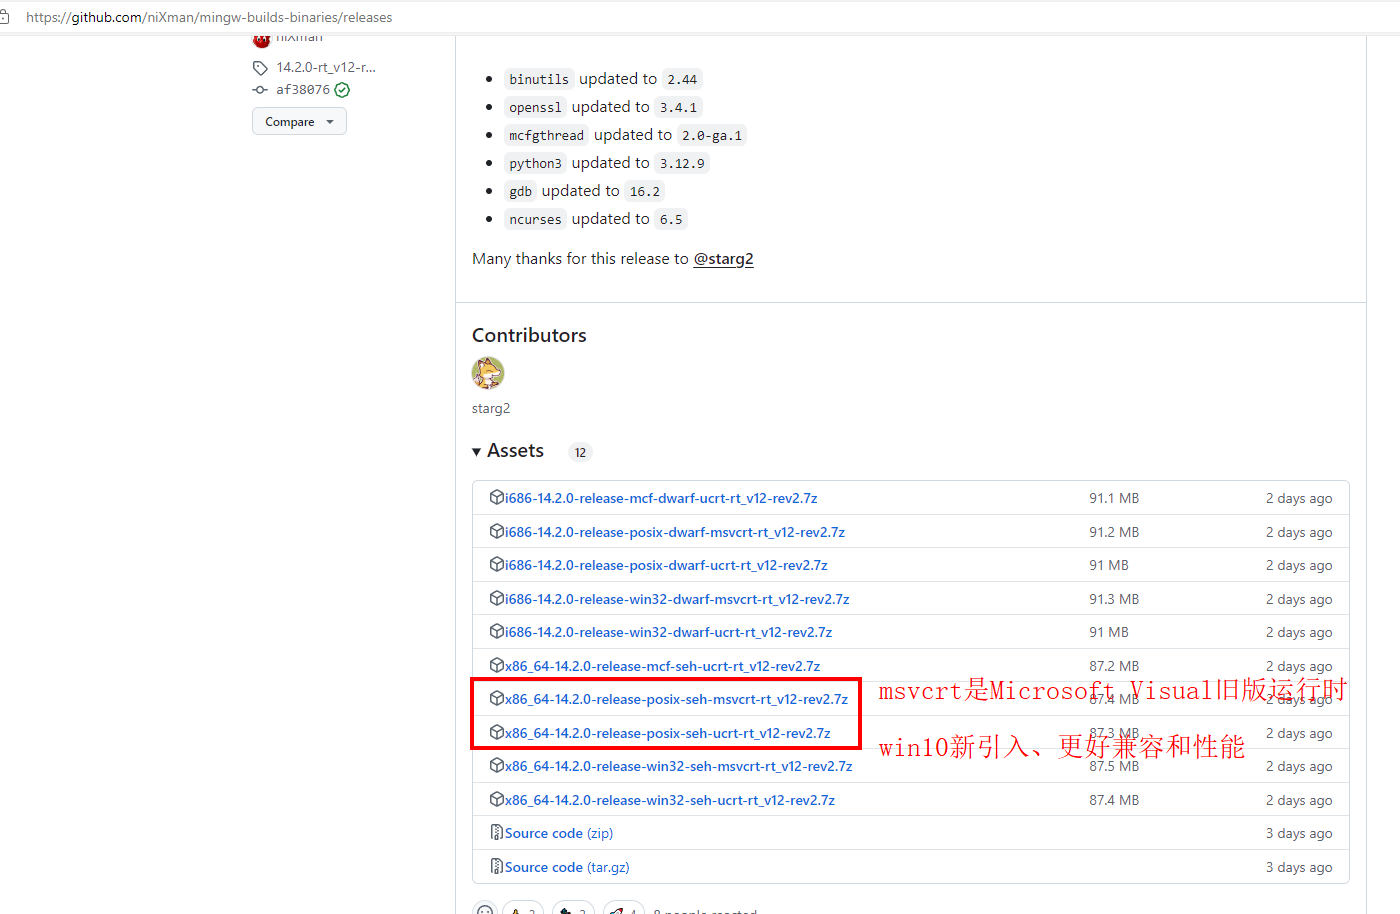 https://github.com/niXman/mingw-builds-binaries/releases
niXman
14.2.0-rt_v12-r...
af38076
Compare
binutils updated to 2.44
openssl updated to 3.4.1
mcfgthread updated to 2.0-ga.1
python3 updated to 3.12.9
gdb updated to 16.2
ncurses updated to 6.5
Many thanks for this release to @starg2
Contributors
starg2
Assets 12
i686-14.2.0-release-mcf-dwarf-ucrt-rt_v12-rev2.7z 91.1 MB 2 days ago
i686-14.2.0-release-posix-dwarf-msvcrt-rt_v12-rev2.7z 91.2 MB 2 days ago
i686-14.2.0-release-posix-dwarf-ucrt-rt_v12-rev2.7z 91 MB 2 days ago
i686-14.2.0-release-win32-dwarf-msvcrt-rt_v12-rev2.7z 91.3 MB 2 days ago
i686-14.2.0-release-win32-dwarf-ucrt-rt_v12-rev2.7z 91 MB 2 days ago
x86_64-14.2.0-release-mcf-seh-ucrt-rt_v12-rev2.7z 87.2 MB 2 days ago
msvcrt是Microsoft Visual旧版运行时
x86_64-14.2.0-release-posix-seh-msvcrt-rt_v12-rev2.7z 87.4 MB 2 days ago
x86_64-14.2.0-release-posix-seh-ucrt-rt_v12-rev2.7z 87.3 MB 2 days ago
win10新引入、更好兼容和性能
x86_64-14.2.0-release-win32-seh-msvcrt-rt_v12-rev2.7z 87.5 MB 2 days ago
x86_64-14.2.0-release-win32-seh-ucrt-rt_v12-rev2.7z 87.4 MB 2 days ago
Source code (zip) 3 days ago
Source code (tar.gz) 3 days ago
8 people reacted